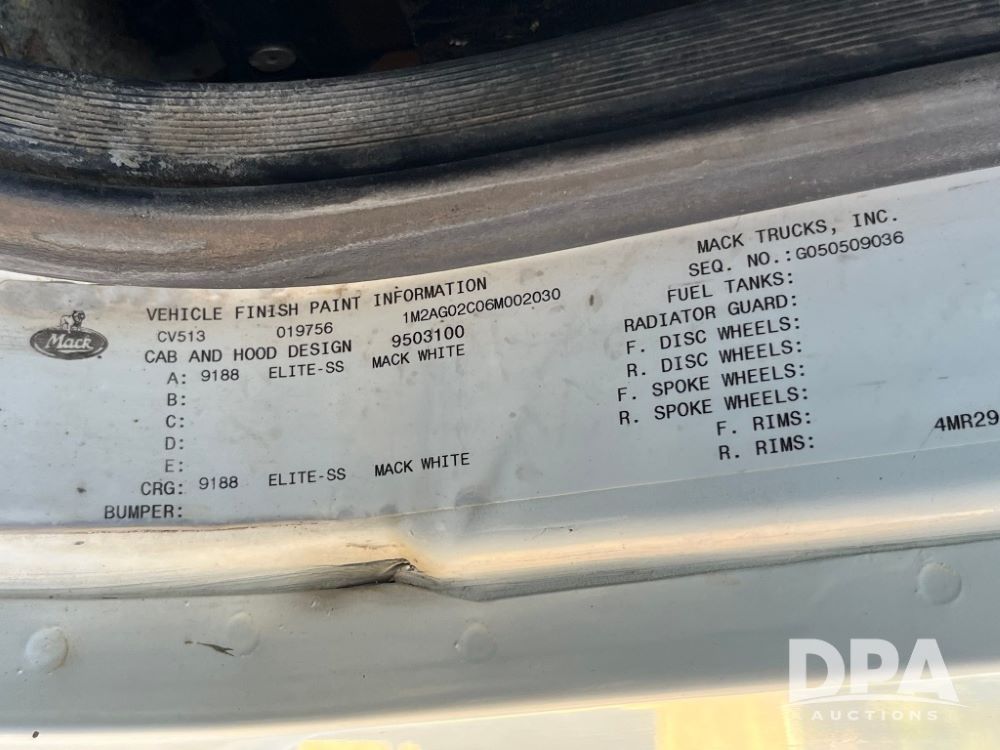 Mack
VEHICLE FINISH PAINT INFORMATION
CV513 019756 1M2AG02C06M002030
CAB AND HOOD DESIGN 9503100
A: 9188 ELITE-SS MACK WHITE
B:
C:
D:
E:
CRG: 9188 ELITE-SS MACK WHITE
BUMPER:
MACK TRUCKS, INC.
SEQ. NO.:G050509036
FUEL TANKS:
RADIATOR GUARD:
F. DISC WHEELS:
R. DISC WHEELS:
F. SPOKE WHEELS:
R. SPOKE WHEELS:
F. RIMS:
R. RIMS:
4MR29
DPA
AUCTIONS